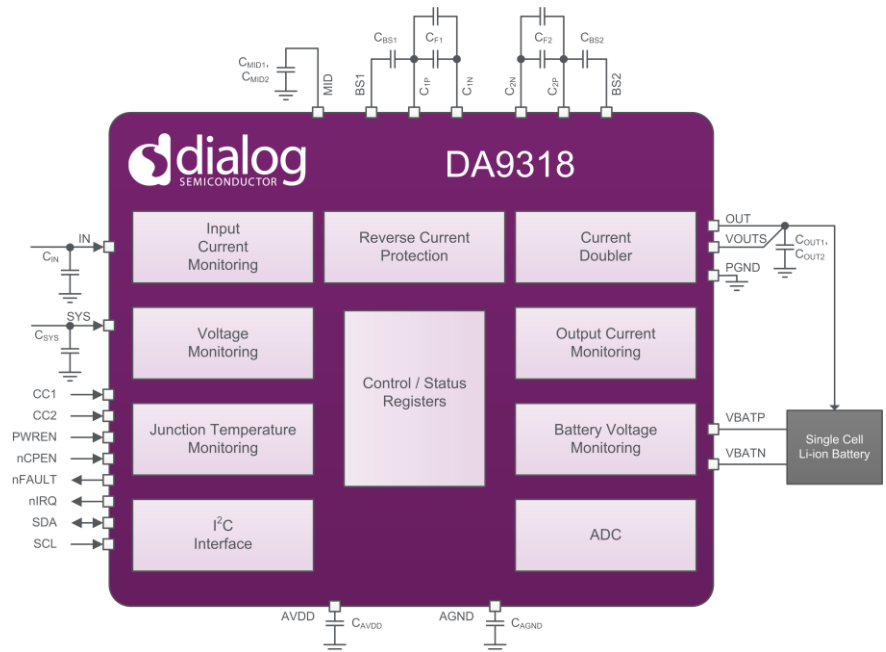 CBS1
CF1
CF2
CBS2
CMID1,
CMID2
MID
BS1
C1P
C1N
C2N
C2P
BS2
dialog
SEMICONDUCTOR
DA9318
IN
CIN
SYS
CSYS
CC1
CC2
PWREN
nCPEN
nFAULT
nIRQ
SDA
SCL
Input
Current
Monitoring
Reverse Current
Protection
Current
Doubler
Voltage
Monitoring
Control / Status
Registers
Output Current
Monitoring
Junction Temperature
Monitoring
Battery Voltage
Monitoring
I2C
Interface
ADC
OUT
VOUTS
COUT1,
COUT2
PGND
VBATP
VBATN
Single Cell
Li-ion Battery
AVDD
CAVDD
AGND
CAGND